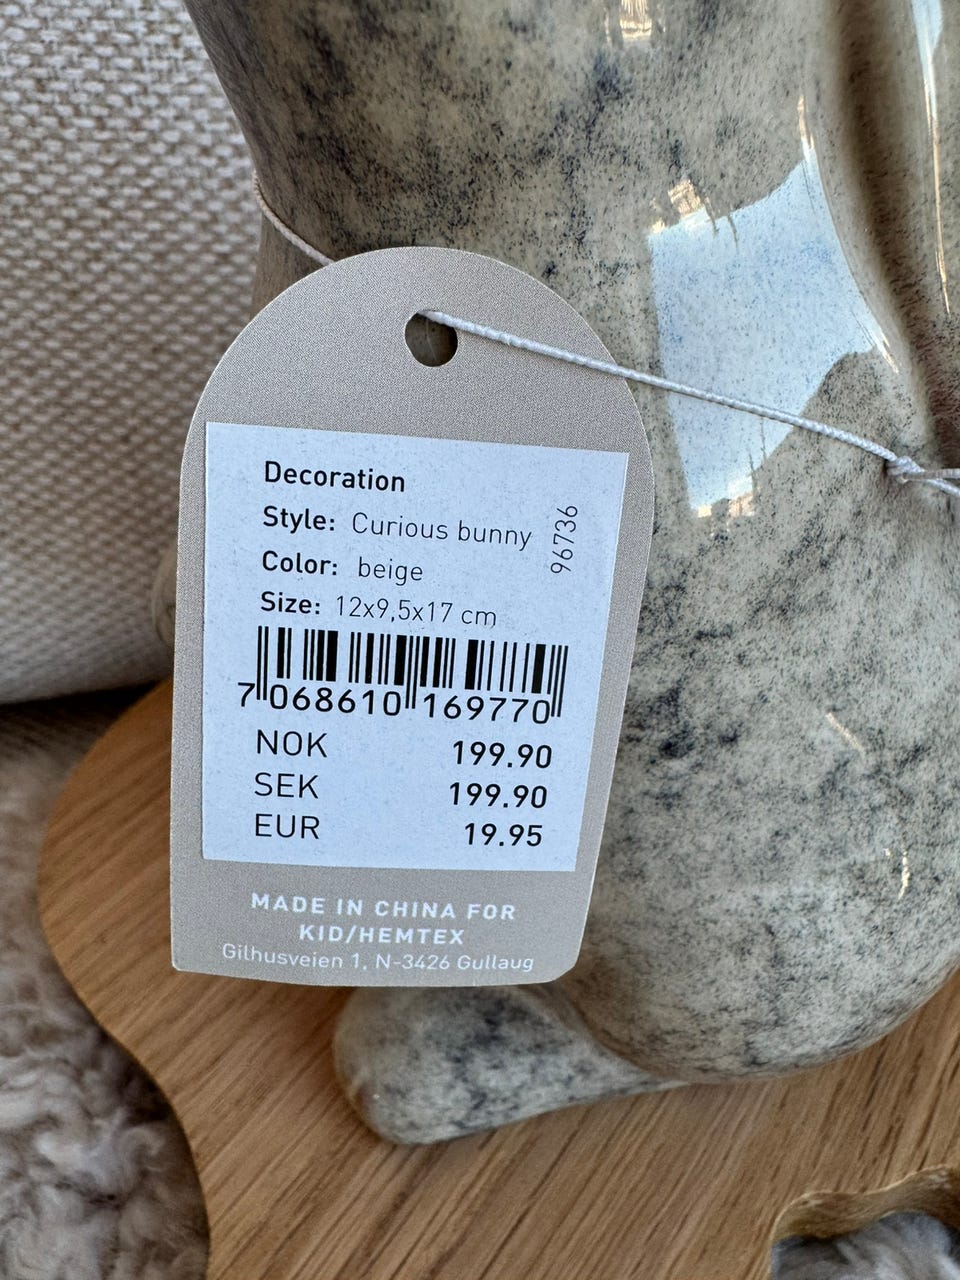 Decoration
Style: Curious bunny
96736
Color: beige
Size: 12x9,5x17 cm
7 068610 169770
NOK 199.90
SEK 199.90
EUR 19.95
MADE IN CHINA FOR
KID/HEMTEX
Gilhusveien 1, N-3426 Gullaug